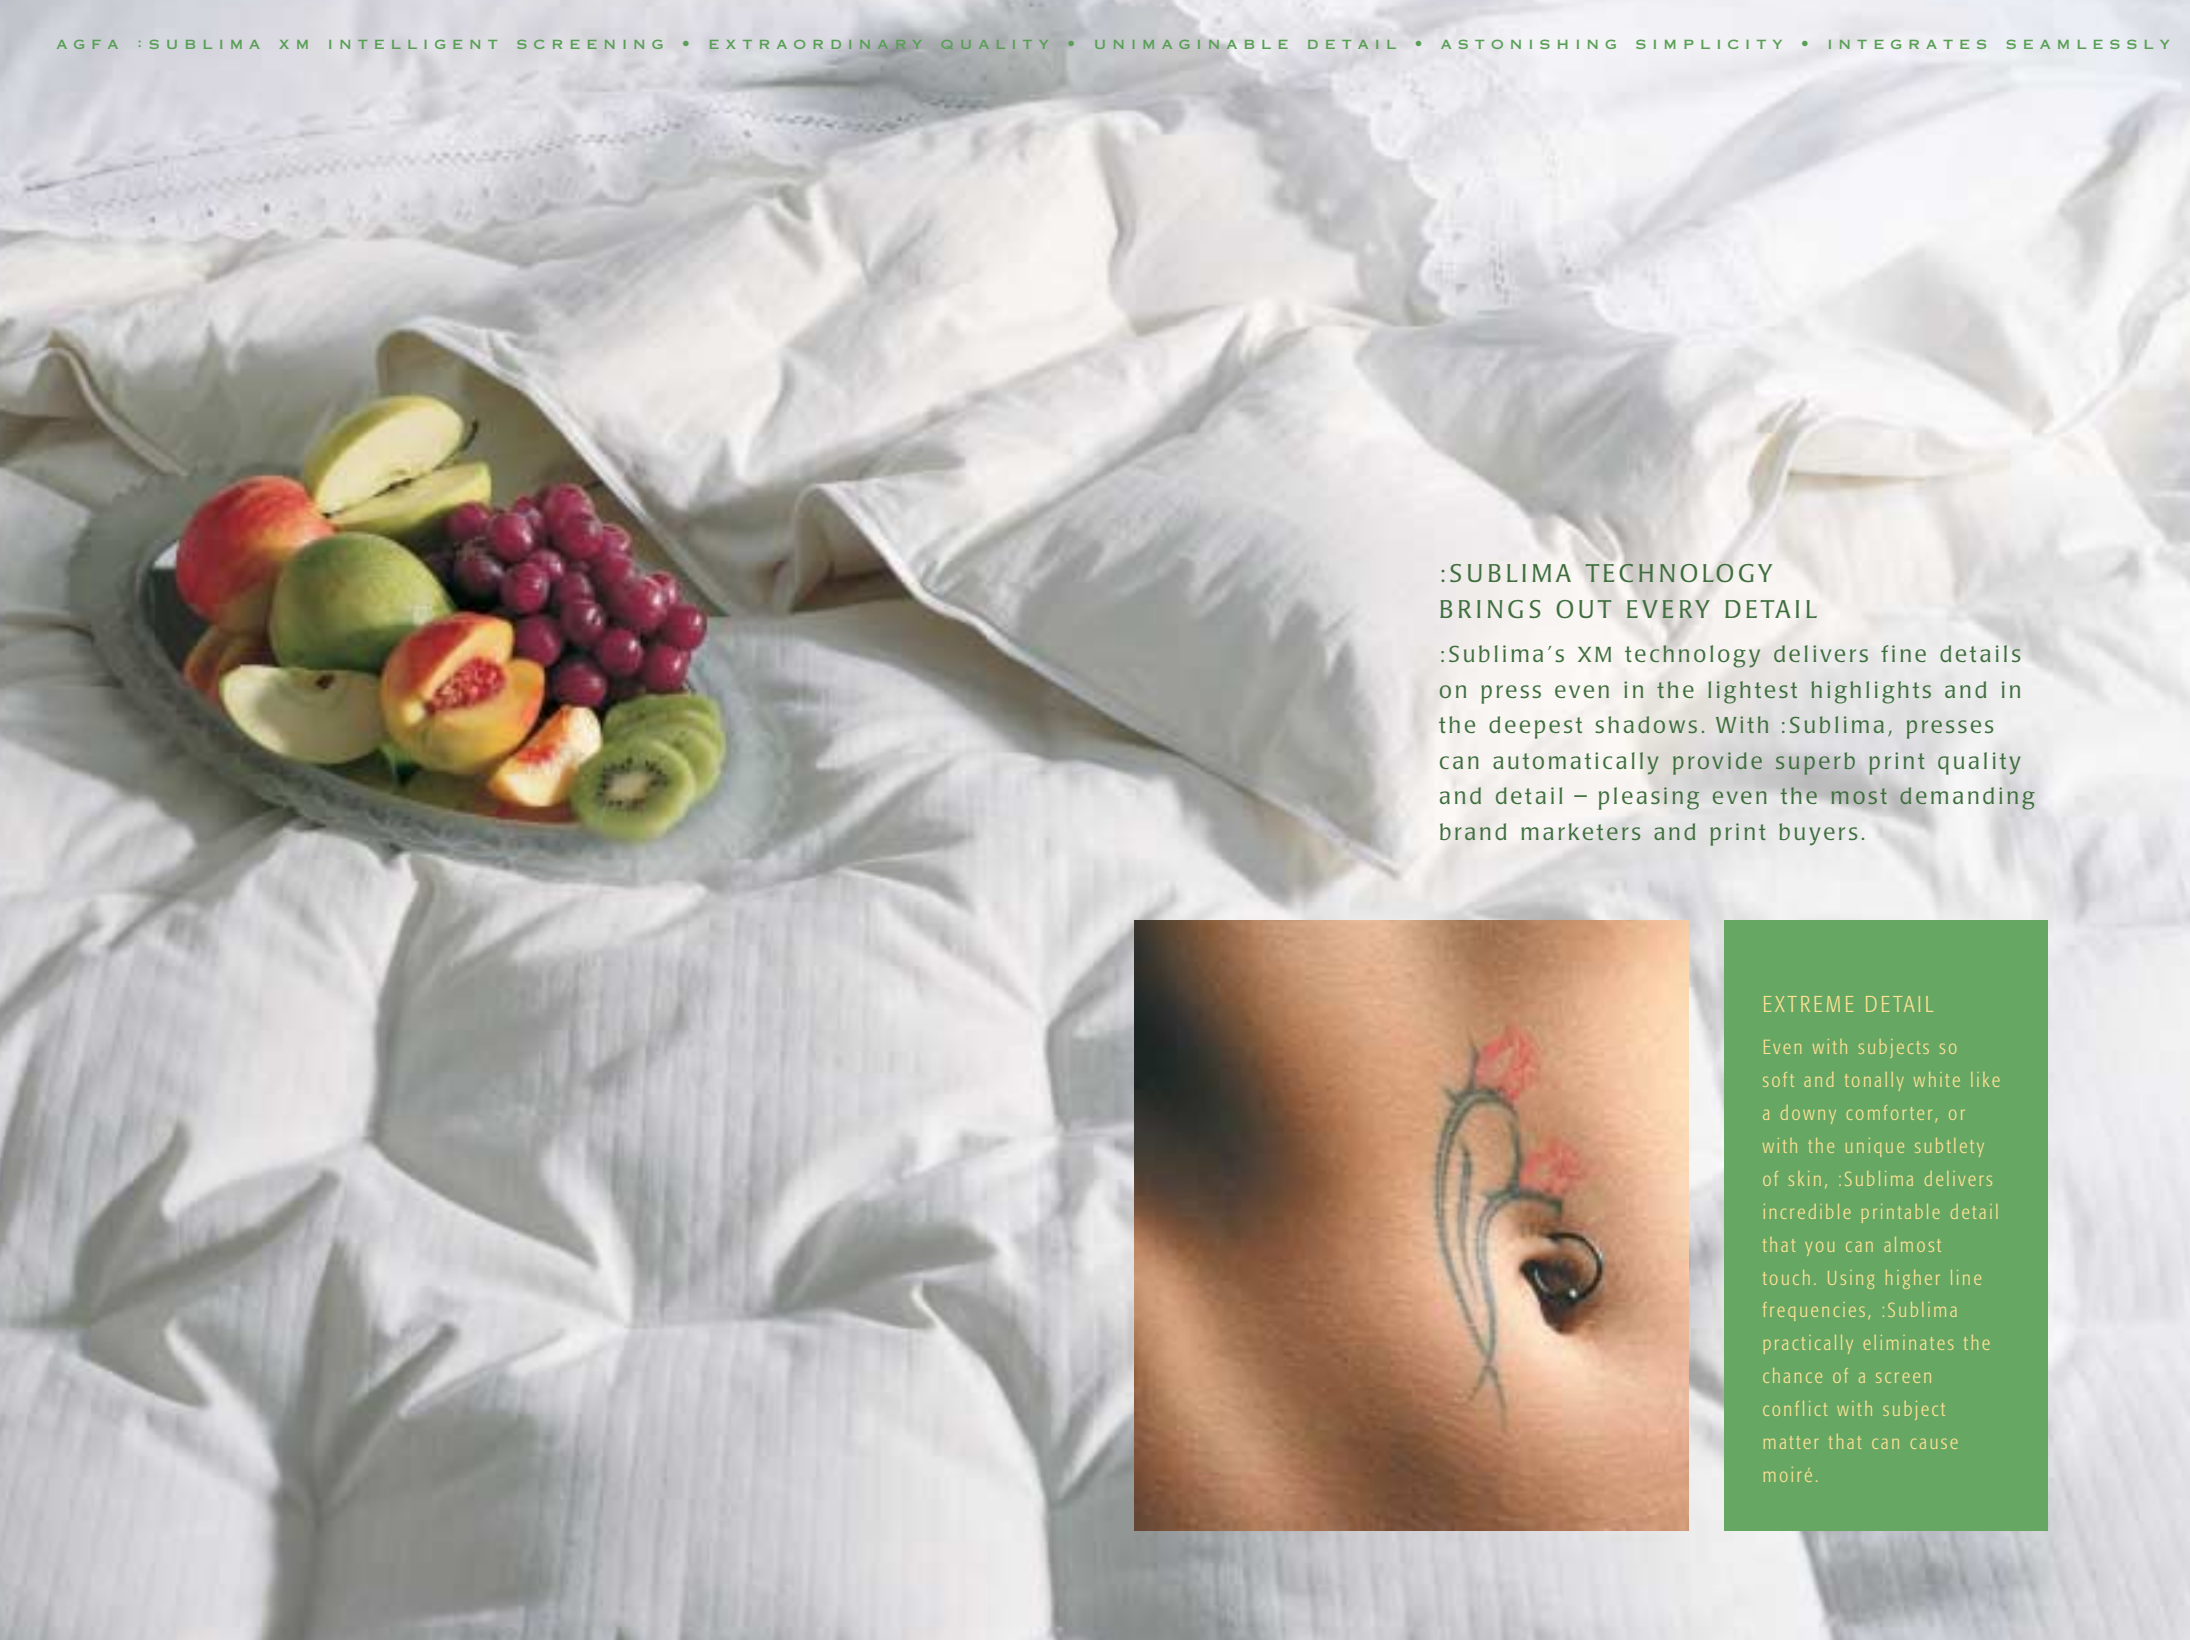 AGFA :SUBLIMA XM INTELLIGENT SCREENING • EXTRAORDINARY QUALITY • UNIMAGINABLE DETAIL • ASTONISHING SIMPLICITY • INTEGRATES SEAMLESSLY
:SUBLIMA TECHNOLOGY
BRINGS OUT EVERY DETAIL
:Sublima’s XM technology delivers fine details
on press even in the lightest highlights and in
the deepest shadows. With :Sublima, presses
can automatically provide superb print quality
and detail – pleasing even the most demanding
brand marketers and print buyers.
EXTREME DETAIL
Even with subjects so
soft and tonally white like
a downy comforter, or
with the unique subtlety
of skin, :Sublima delivers
incredible printable detail
that you can almost
touch. Using higher line
frequencies, :Sublima
practically eliminates the
chance of a screen
conflict with subject
matter that can cause
moiré.